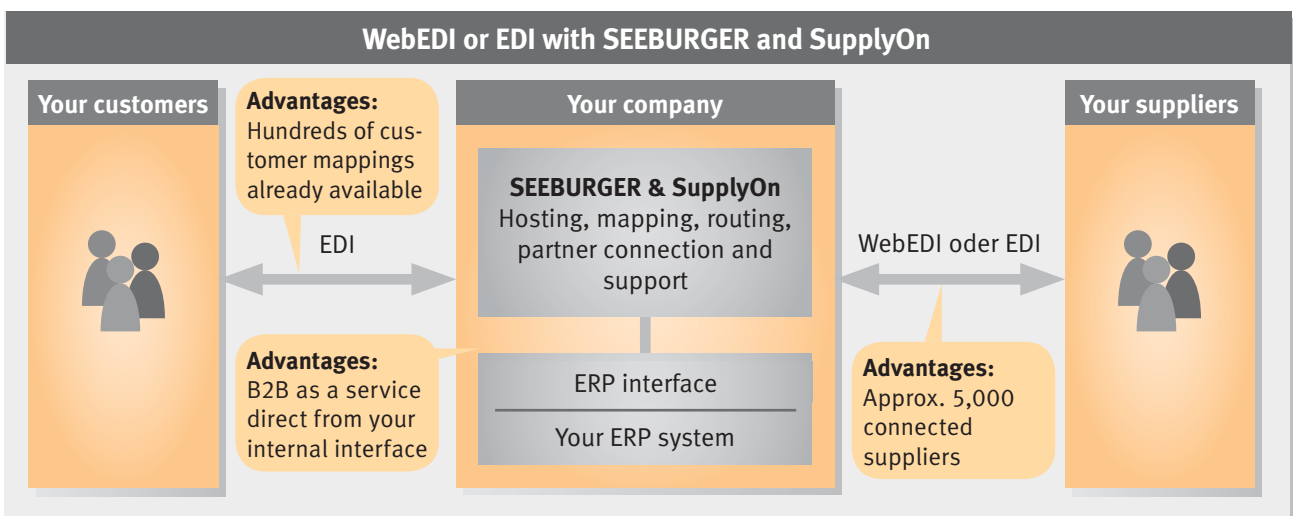 WebEDI or EDI with SEEBURGER and SupplyOn
Your customers
Advantages:
Hundreds of cus-
tomer mappings
already available
EDI
Advantages:
B2B as a service
direct from your
internal interface
Your company
SEEBURGER & SupplyOn
Hosting, mapping, routing,
partner connection and
support
ERP interface
Your ERP system
WebEDI oder EDI
Advantages:
Approx. 5,000
connected
suppliers
Your suppliers